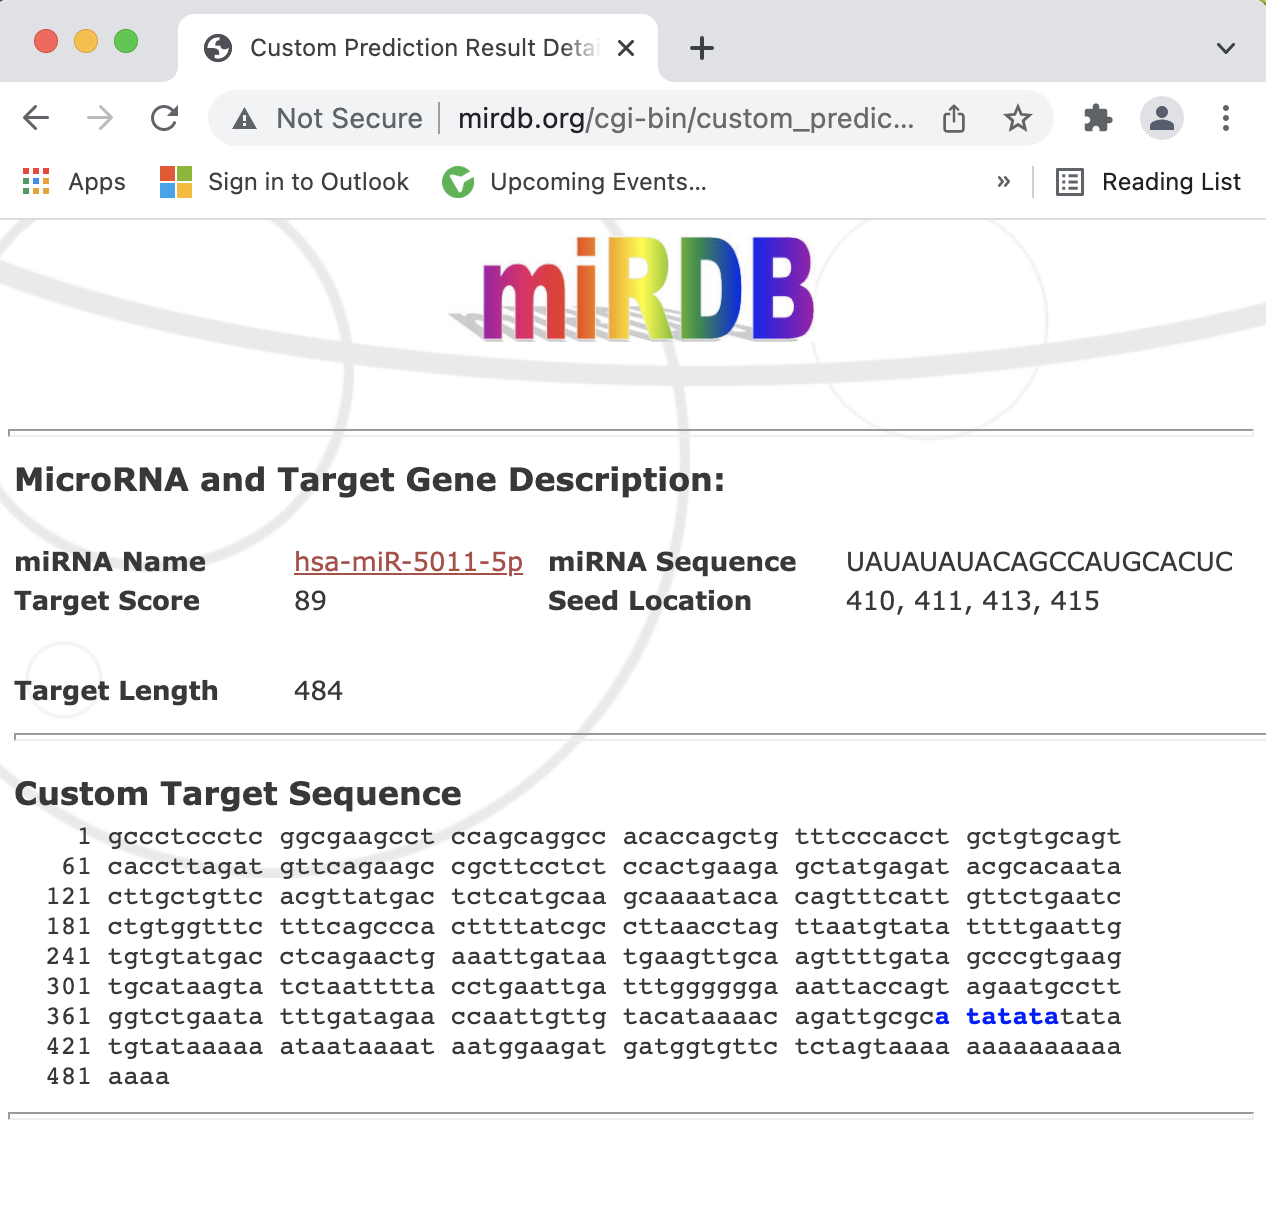 Custom Prediction Result Detai
Not Secure mirdb.org/cgi-bin/custom_predic...
Apps Sign in to Outlook Upcoming Events... » Reading List
miRDB
MicroRNA and Target Gene Description:
miRNA Name hsa-miR-5011-5p miRNA Sequence UAUAUAUACAGCCAUGCACUC
Target Score 89 Seed Location 410, 411, 413, 415
Target Length 484
Custom Target Sequence
1 gccctccctc ggcgaagcct ccagcaggcc acaccagctg tttcccacct gctgtgcagt
61 caccttagat gttcagaagc cgcttcctct ccactgaaga gctatgagat acgcacaata
121 cttgctgttc acgttatgac tctcatgcaa gcaaaataca cagtttcatt gttctgaatc
181 ctgtggtttc tttcagccca cttttatcgc cttaacctag ttaatgtata ttttgaattg
241 tgtgtatgac ctcagaactg aaattgataa tgaagttgca agttttgata gcccgtgaag
301 tgcataagta tctaatttta cctgaattga tttgggggga aattaccagt agaatgcctt
361 ggtctgaata tttgatagaa ccaattgttg tacataaaac agattgcgca tatatatata
421 tgtataaaaa ataataaaat aatggaagat gatggtgttc tctagtaaaa aaaaaaaaaa
481 aaaa